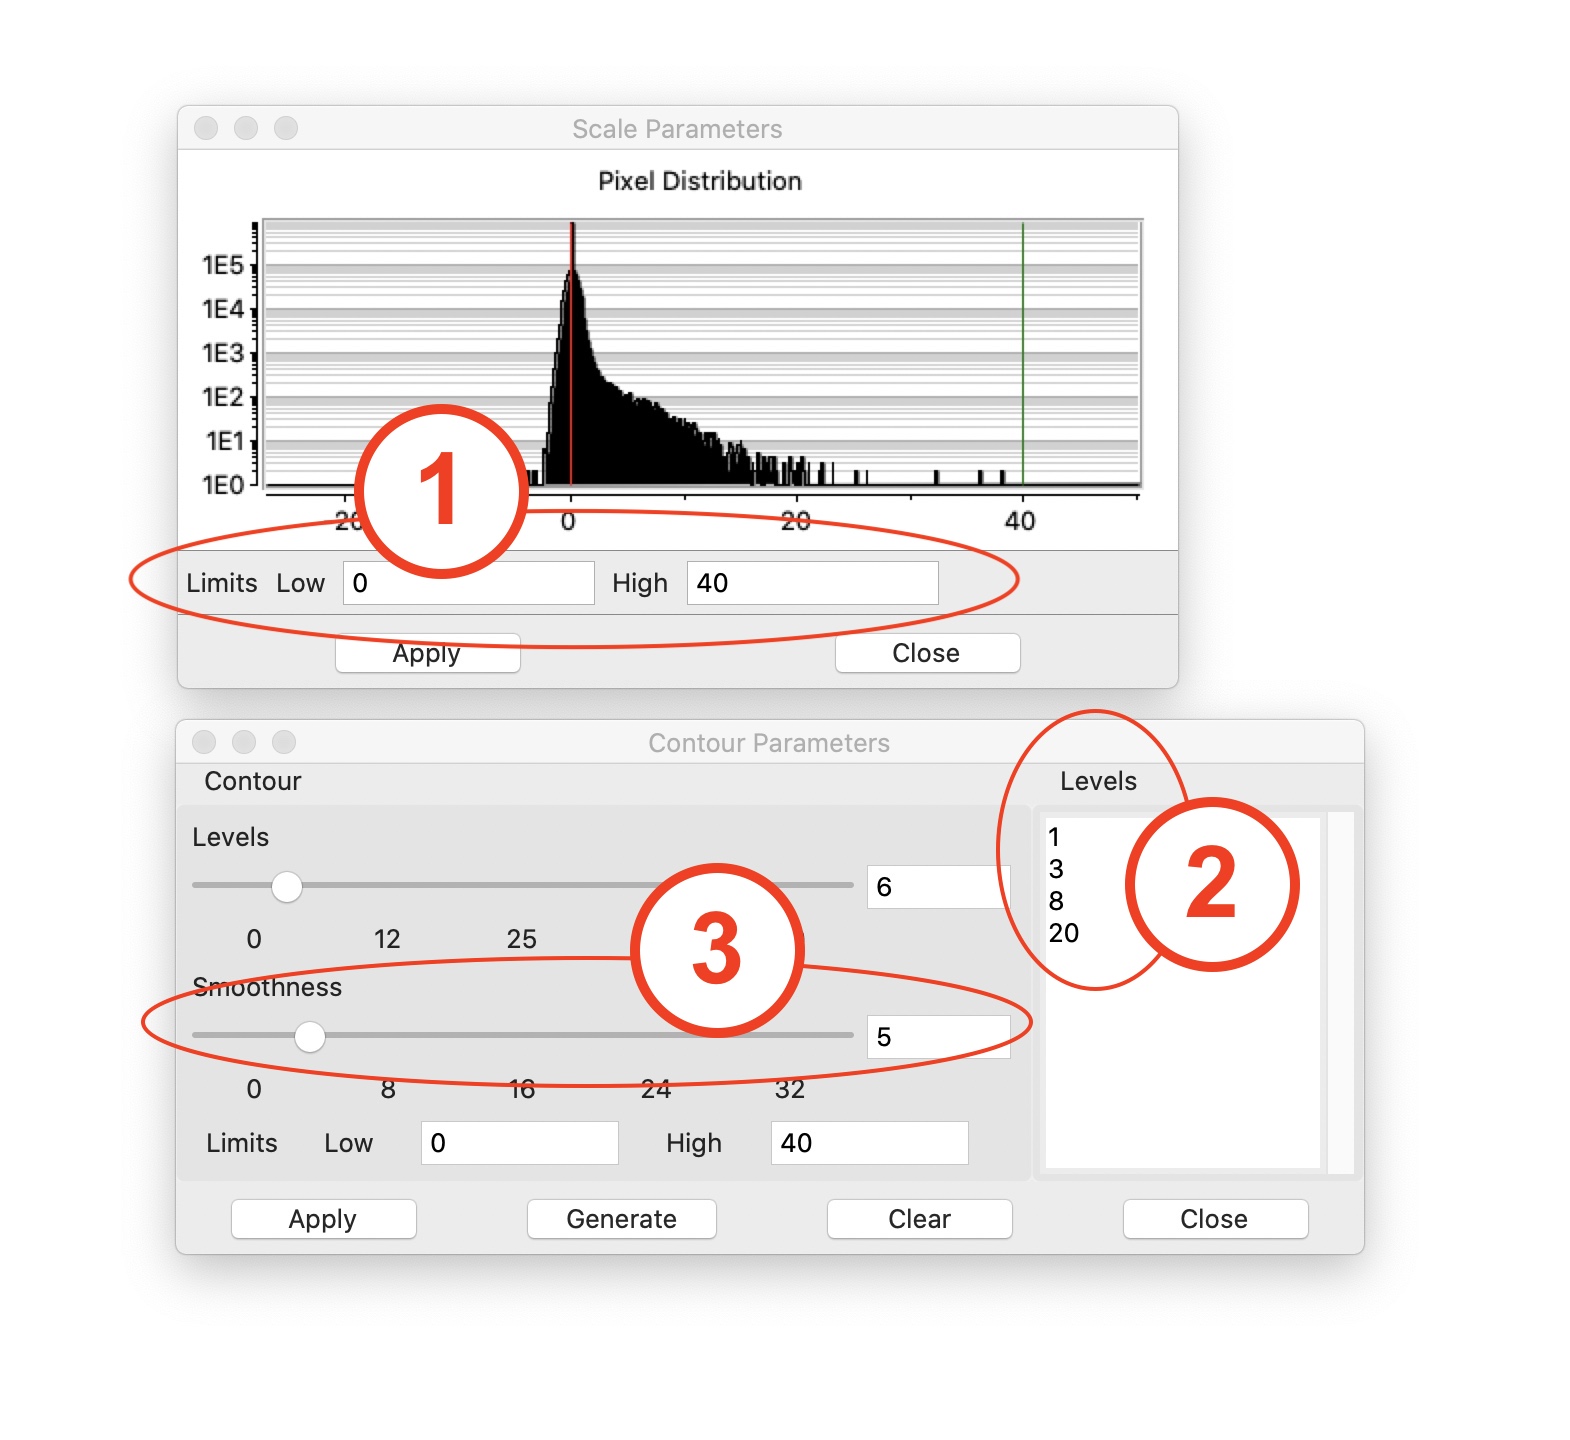 Scale Parameters
Pixel Distribution
1E5
1E4
1E3
1E2
1E1
1E0
1
20 0 20 40
Limits Low 0 High 40
Apply Close
Contour Parameters
Contour
Levels
6
0 12 25
3
Smoothness
5
0 8 16 24 32
Limits Low 0 High 40
Levels
1
3
8
20
2
Apply Generate Clear Close